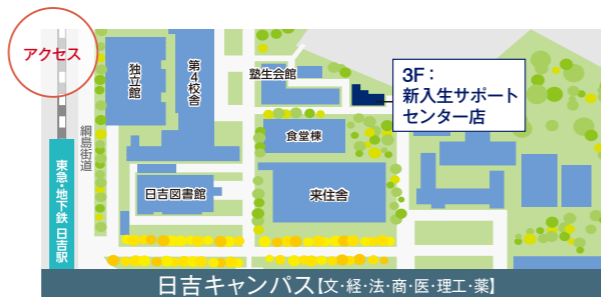 アクセス
独立館
第4校舎
塾生会館
3F：
新入生サポート
センター店
綱島街道
食堂棟
東急・地下鉄 日吉駅
日吉図書館
来往舎
日吉キャンパス【文・経・法・商・医・理工・薬】